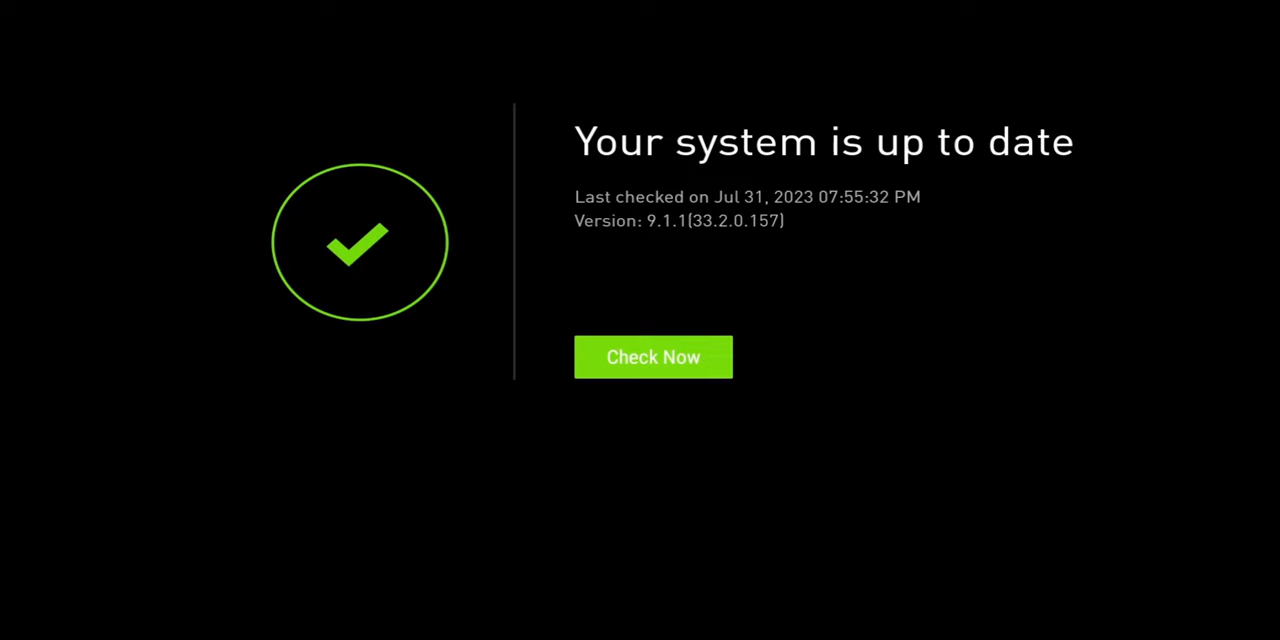 Your system is up to date
Last checked on Jul 31, 2023 07:55:32 PM
Version: 9.1.1(33.2.0.157)
Check Now